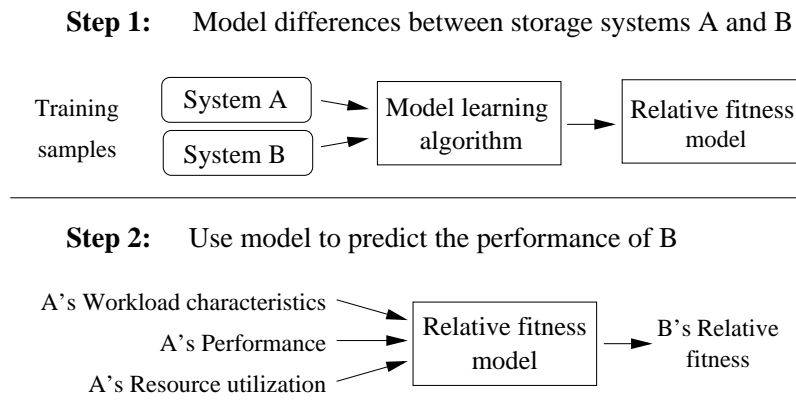 Step 1: Model differences between storage systems A and B
Training
samples
System A
System B
Model learning
algorithm
Relative fitness
model
Step 2: Use model to predict the performance of B
A's Workload characteristics
A's Performance
A's Resource utilization
Relative fitness
model
B's Relative
fitness